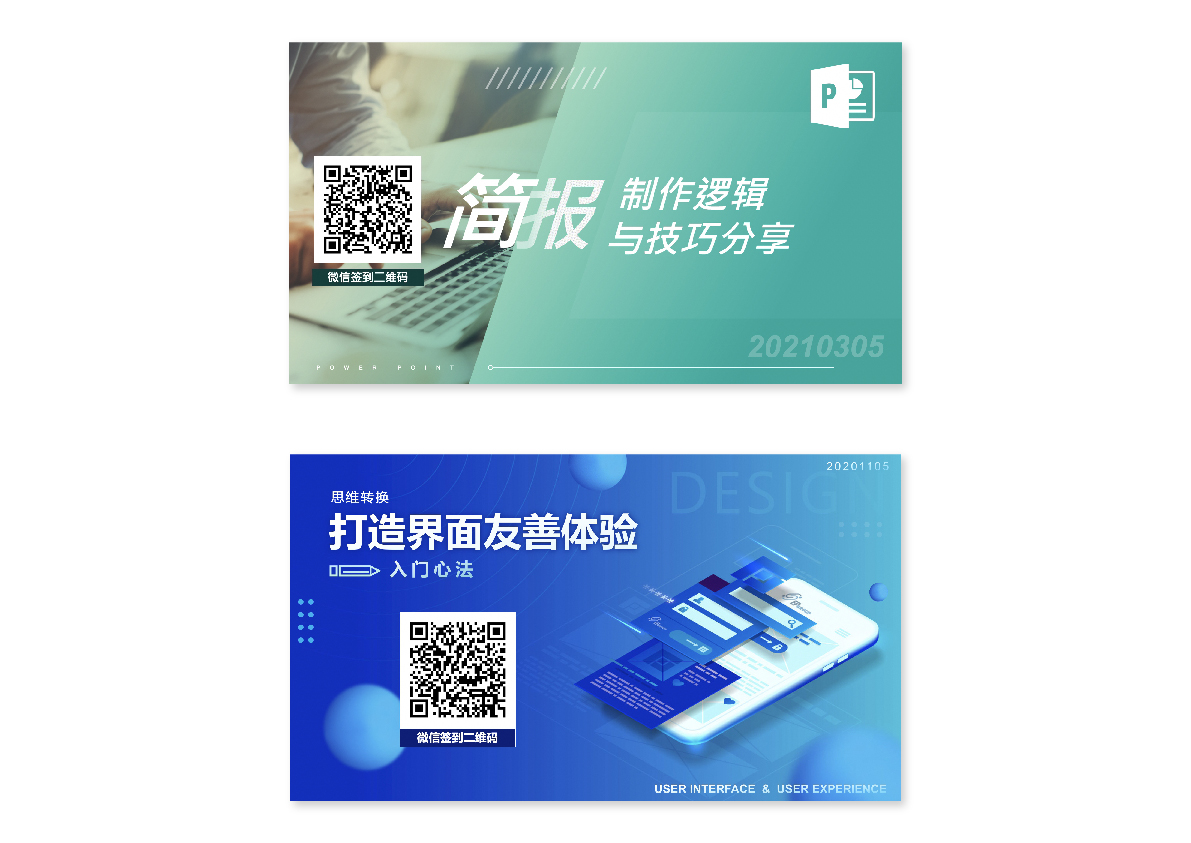 P
简报 制作逻辑
与技巧分享
微信签到二维码
20210305
POWER POINT
20201105
DESIGN
思维转换
打造界面友善体验
入门心法
微信签到二维码
USER INTERFACE & USER EXPERIENCE